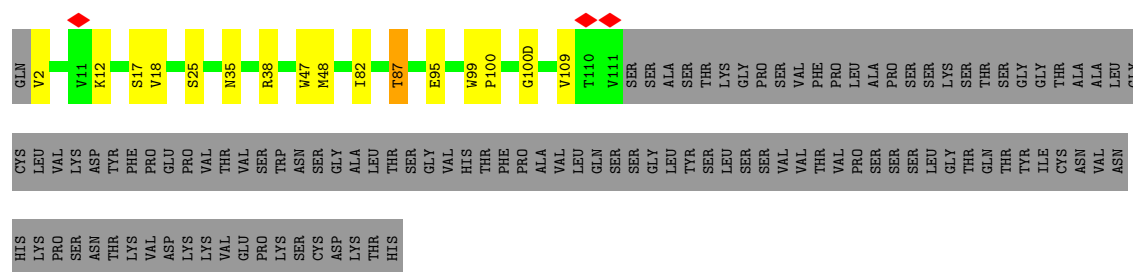 GLN V2 V11 K12 S17 V18 S25 N35 R38 W47 M48 I82 T87 E95 W99 P100 G100D V109 T110 V111 SER SER ALA SER THR LYS GLY PRO SER VAL PHE PRO LEU ALA PRO SER SER LYS SER THR SER GLY GLY THR ALA ALA LEU GLY
CYS LEU VAL LYS ASP TYR PHE PRO GLU PRO VAL THR VAL SER TRP ASN SER GLY ALA LEU THR SER GLY VAL HIS THR PHE PRO ALA VAL LEU GLN SER SER GLY LEU TYR SER LEU SER SER VAL VAL THR VAL PRO SER SER SER LEU GLY THR GLN THR TYR ILE CYS ASN VAL ASN
HIS LYS PRO SER ASN THR LYS VAL ASP LYS LYS VAL GLU PRO LYS SER CYS ASP LYS THR HIS